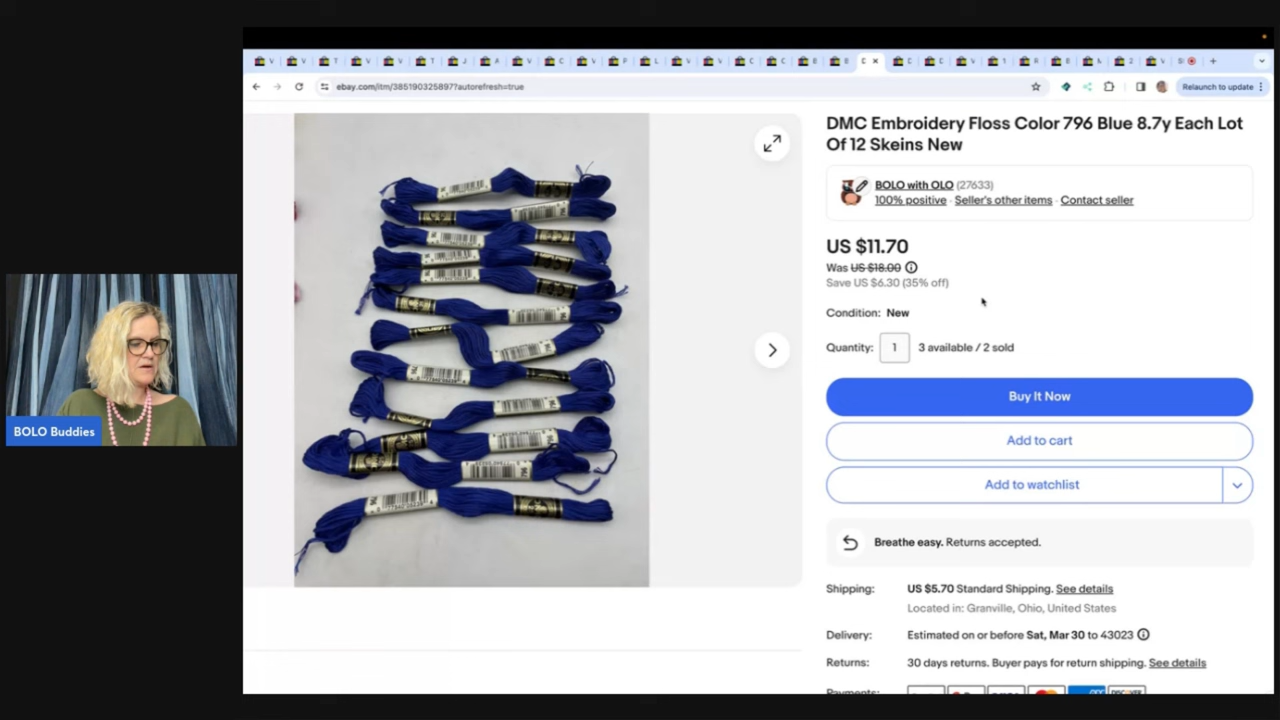 ebay.com/itm/385190325897?autorefresh=true
Relaunch to update
DMC Embroidery Floss Color 796 Blue 8.7y Each Lot
Of 12 Skeins New
BOLO with OLO (27633)
100% positive · Seller's other items · Contact seller
US $11.70
Was US $18.00
Save US $6.30 (35% off)
Condition: New
Quantity: 1 3 available / 2 sold
Buy It Now
Add to cart
Add to watchlist
Breathe easy. Returns accepted.
Shipping: US $5.70 Standard Shipping. See details
Located in: Granville, Ohio, United States
Delivery: Estimated on or before Sat, Mar 30 to 43023
Returns: 30 days returns. Buyer pays for return shipping. See details
Payments:
BOLO Buddies